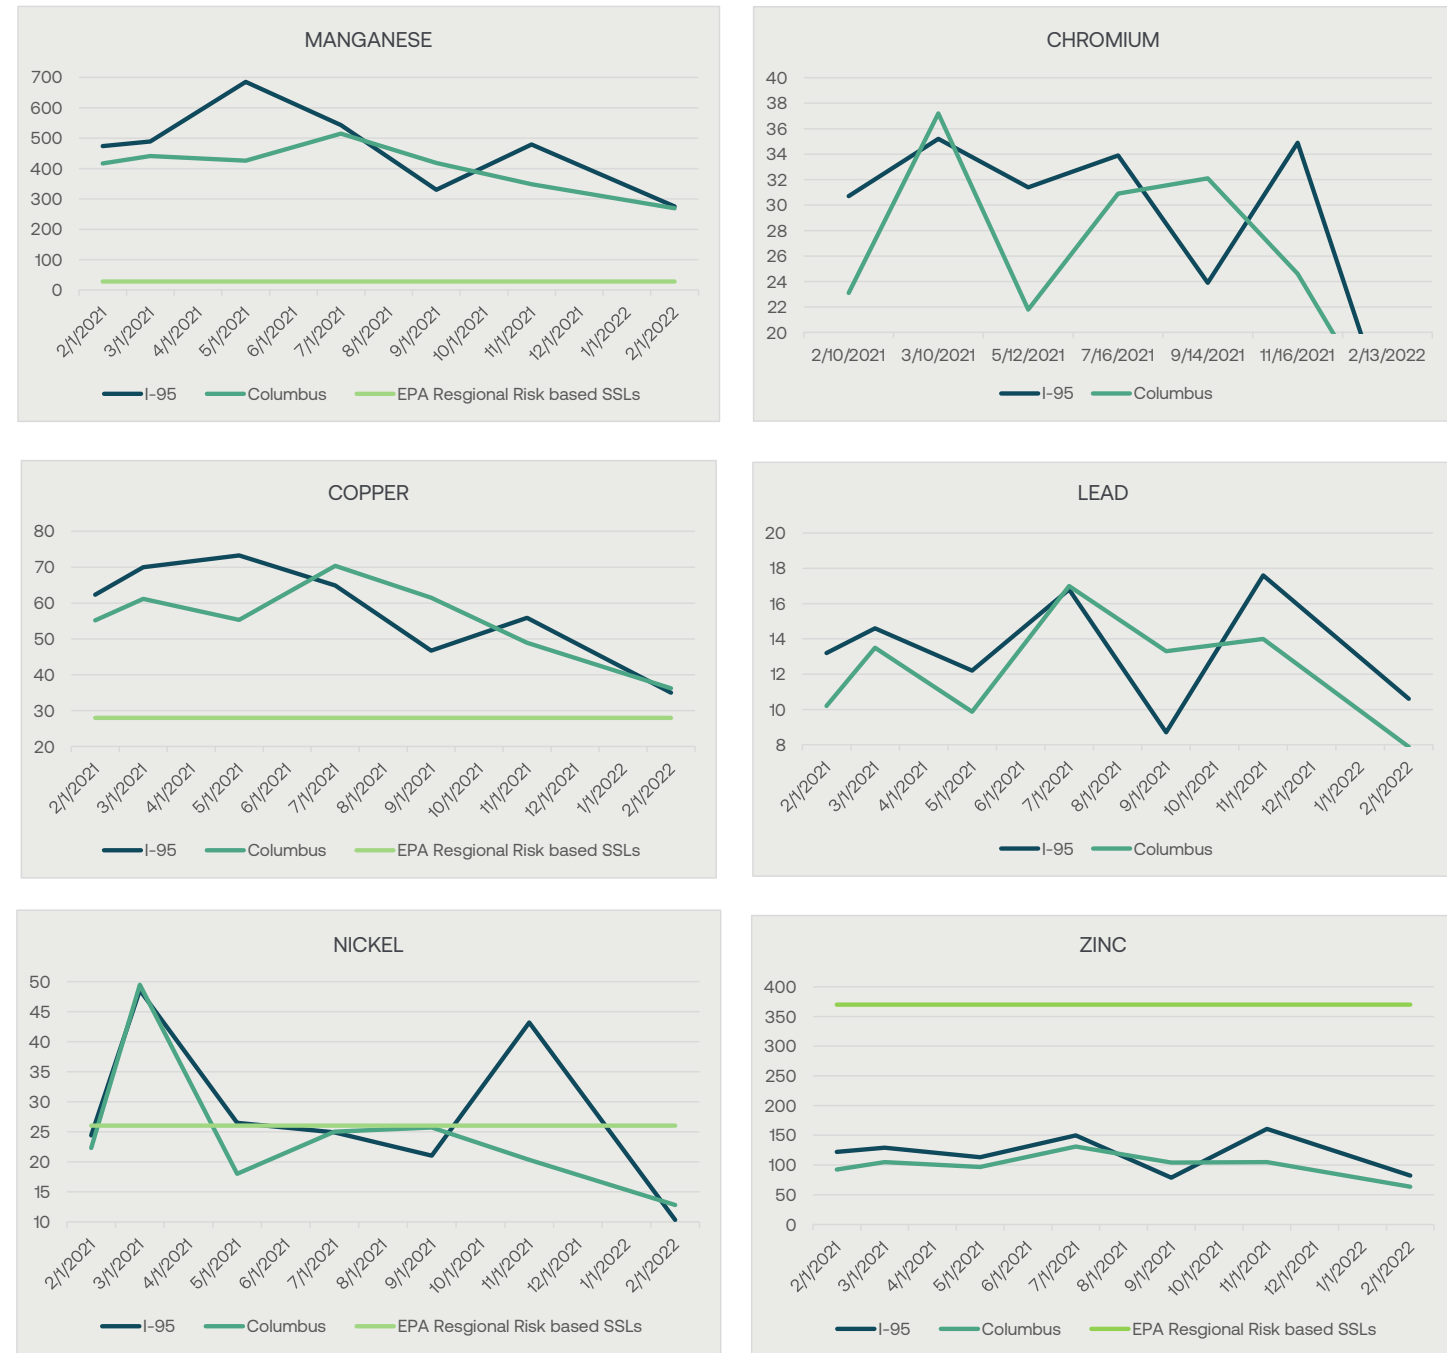 MANGANESE
700
600
500
400
300
200
100
0
2/1/2021 3/1/2021 4/1/2021 5/1/2021 6/1/2021 7/1/2021 8/1/2021 9/1/2021 10/1/2021 11/1/2021 12/1/2021 1/1/2022 2/1/2022
I-95 Columbus EPA Resgional Risk based SSLs
CHROMIUM
40
38
36
34
32
30
28
26
24
22
20
2/10/2021 3/10/2021 5/12/2021 7/16/2021 9/14/2021 11/16/2021 2/13/2022
I-95 Columbus
COPPER
80
70
60
50
40
30
20
2/1/2021 3/1/2021 4/1/2021 5/1/2021 6/1/2021 7/1/2021 8/1/2021 9/1/2021 10/1/2021 11/1/2021 12/1/2021 1/1/2022 2/1/2022
I-95 Columbus EPA Resgional Risk based SSLs
LEAD
20
18
16
14
12
10
8
2/1/2021 3/1/2021 4/1/2021 5/1/2021 6/1/2021 7/1/2021 8/1/2021 9/1/2021 10/1/2021 11/1/2021 12/1/2021 1/1/2022 2/1/2022
I-95 Columbus
NICKEL
50
45
40
35
30
25
20
15
10
2/1/2021 3/1/2021 4/1/2021 5/1/2021 6/1/2021 7/1/2021 8/1/2021 9/1/2021 10/1/2021 11/1/2021 12/1/2021 1/1/2022 2/1/2022
I-95 Columbus EPA Resgional Risk based SSLs
ZINC
400
350
300
250
200
150
100
50
0
2/1/2021 3/1/2021 4/1/2021 5/1/2021 6/1/2021 7/1/2021 8/1/2021 9/1/2021 10/1/2021 11/1/2021 12/1/2021 1/1/2022 2/1/2022
I-95 Columbus EPA Resgional Risk based SSLs